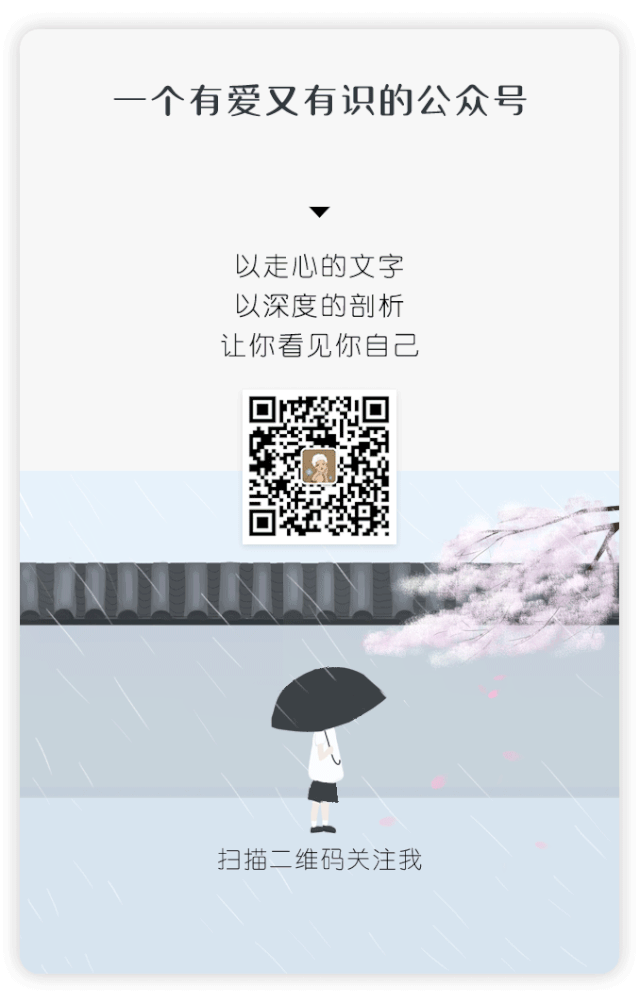 一个有爱又有识的公众号
以走心的文字
以深度的剖析
让你看见你自己
扫描二维码关注我